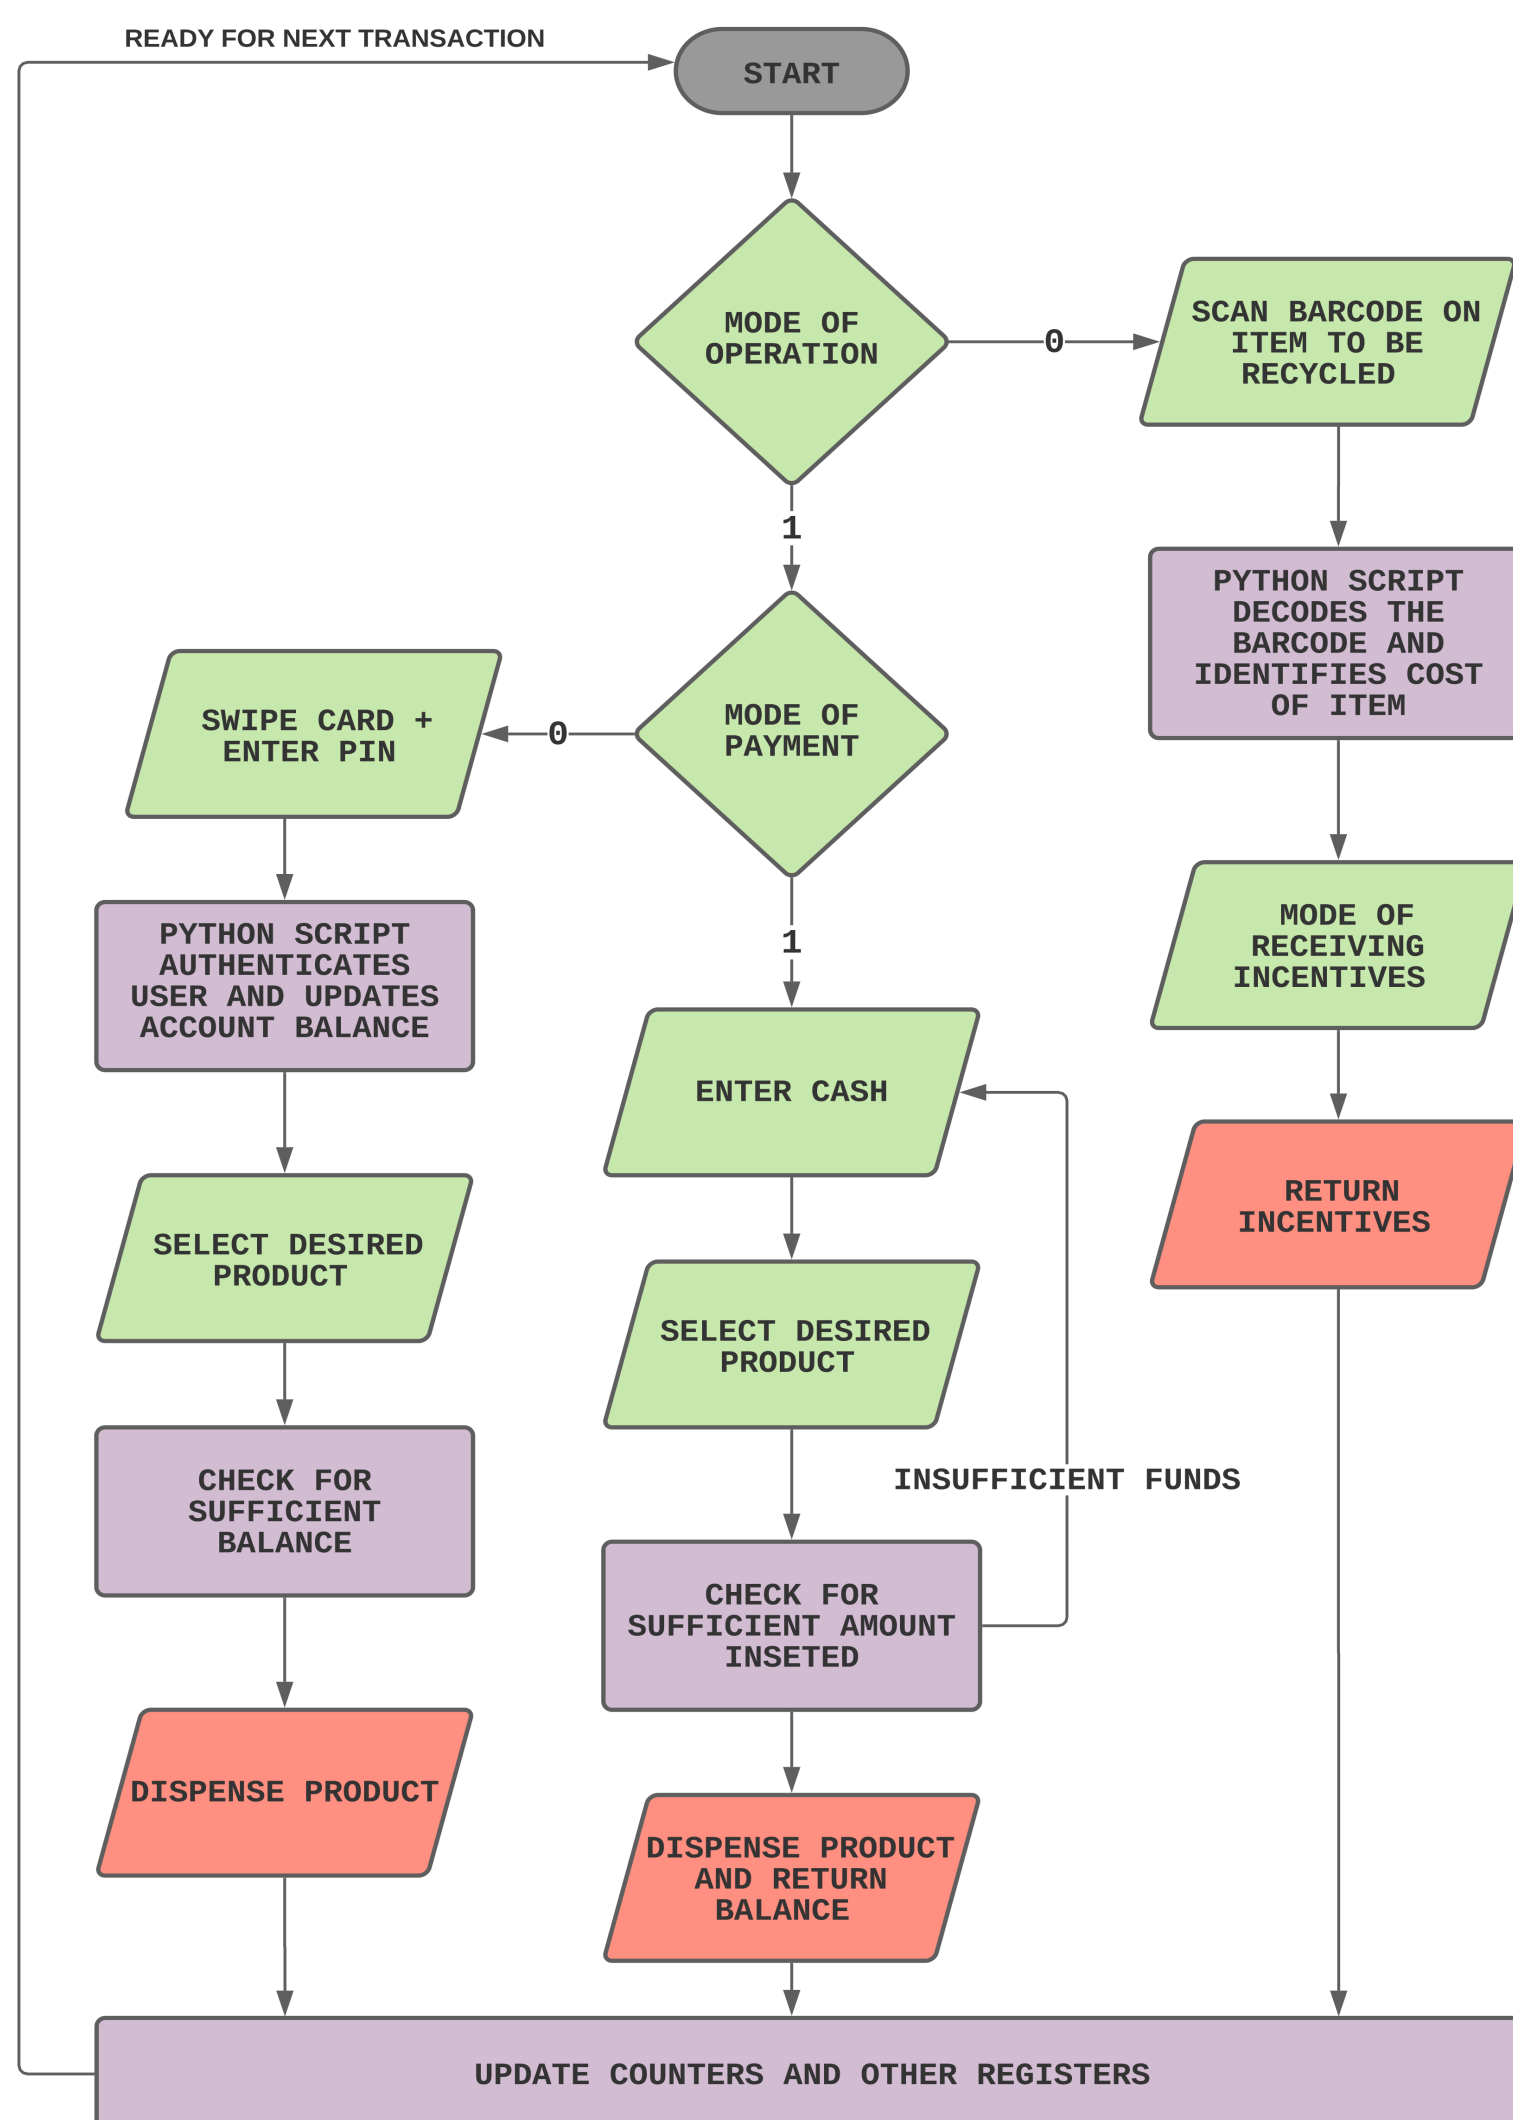 READY FOR NEXT TRANSACTION
START
MODE OF
OPERATION
0
SCAN BARCODE ON
ITEM TO BE
RECYCLED
1
PYTHON SCRIPT
DECODES THE
BARCODE AND
IDENTIFIES COST
OF ITEM
SWIPE CARD +
ENTER PIN
0
MODE OF
PAYMENT
1
MODE OF
RECEIVING
INCENTIVES
PYTHON SCRIPT
AUTHENTICATES
USER AND UPDATES
ACCOUNT BALANCE
ENTER CASH
RETURN
INCENTIVES
SELECT DESIRED
PRODUCT
SELECT DESIRED
PRODUCT
INSUFFICIENT FUNDS
CHECK FOR
SUFFICIENT
BALANCE
CHECK FOR
SUFFICIENT AMOUNT
INSETED
DISPENSE PRODUCT
DISPENSE PRODUCT
AND RETURN
BALANCE
UPDATE COUNTERS AND OTHER REGISTERS